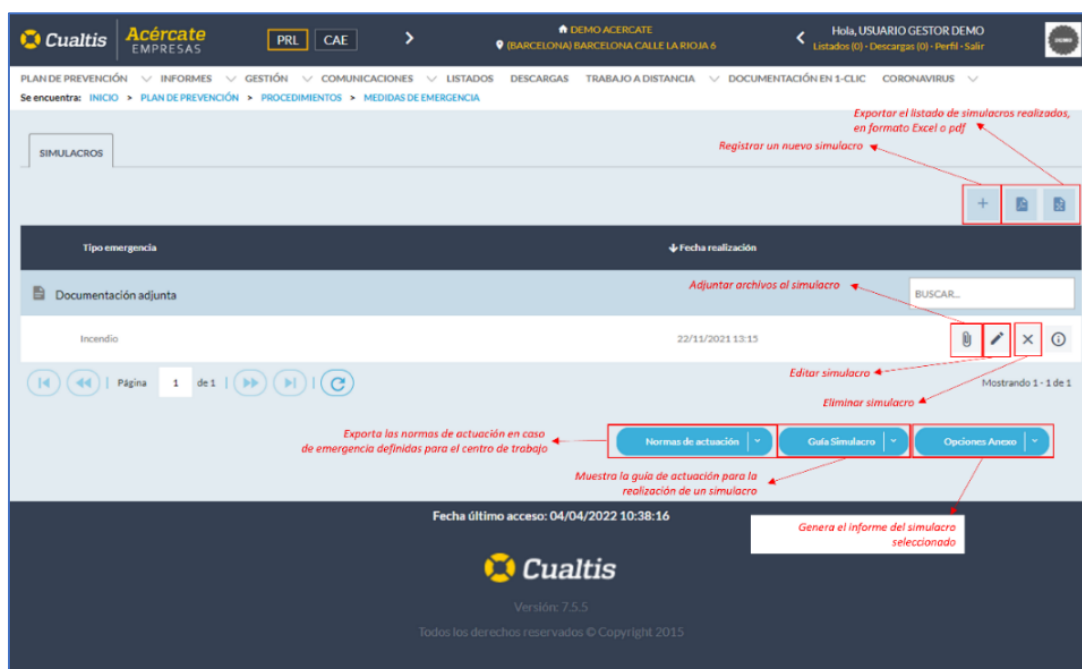 Cualtis Acércate EMPRESAS
PRL CAE
DEMO ACERCATE
(BARCELONA) BARCELONA CALLE LA RIOJA 6
Hola, USUARIO GESTOR DEMO
Listados (0) · Descargas (0) · Perfil · Salir
DEMO
PLAN DE PREVENCIÓN INFORMES GESTIÓN COMUNICACIONES LISTADOS DESCARGAS TRABAJO A DISTANCIA DOCUMENTACIÓN EN 1-CLIC CORONAVIRUS
Se encuentra: INICIO > PLAN DE PREVENCIÓN > PROCEDIMIENTOS > MEDIDAS DE EMERGENCIA
Exportar el listado de simulacros realizados,
en formato Excel o pdf
Registrar un nuevo simulacro
SIMULACROS
Tipo emergencia Fecha realización
Adjuntar archivos al simulacro
Documentación adjunta BUSCAR...
Incendio 22/11/2021 13:15
Editar simulacro
Página 1 de 1 Mostrando 1 - 1 de 1
Eliminar simulacro
Exporta las normas de actuación en caso
de emergencia definidas para el centro de trabajo
Normas de actuación Guía Simulacro Opciones Anexo
Muestra la guía de actuación para la
realización de un simulacro
Fecha último acceso: 04/04/2022 10:38:16
Genera el informe del simulacro
seleccionado
Cualtis
Versión: 7.5.5
Todos los derechos reservados © Copyright 2015